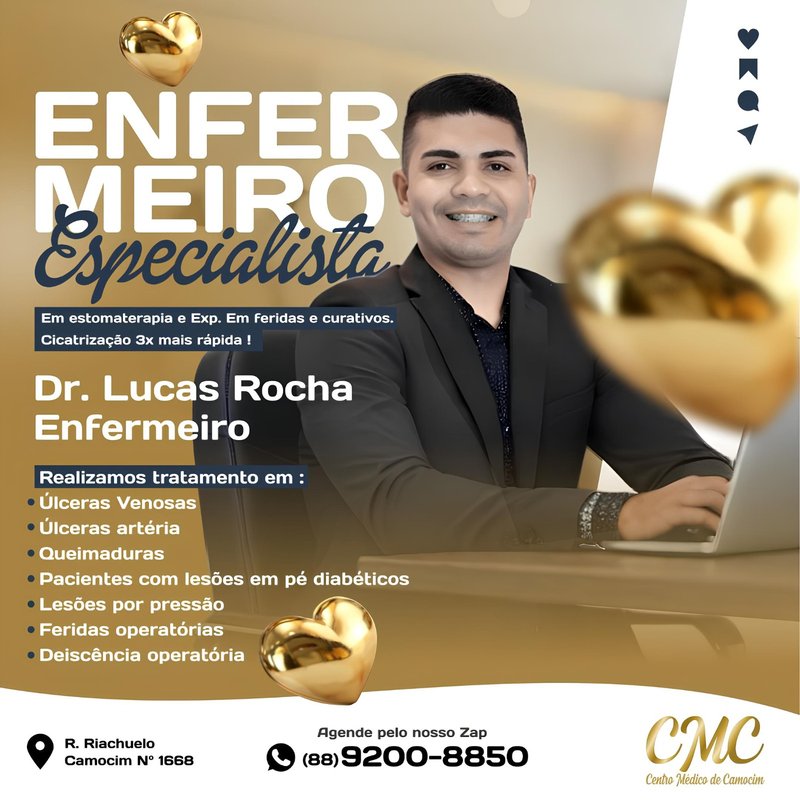 ENFER
MEIRO
Especialista
Em estomaterapia e Exp. Em feridas e curativos.
Cicatrização 3x mais rápida !
Dr. Lucas Rocha
Enfermeiro
Realizamos tratamento em :
• Úlceras Venosas
• Úlceras artéria
• Queimaduras
• Pacientes com lesões em pé diabéticos
• Lesões por pressão
• Feridas operatórias
• Deiscência operatória
R. Riachuelo
Camocim Nº 1668
Agende pelo nosso Zap
(88) 9200-8850
CMC
Centro Médico de Camocim